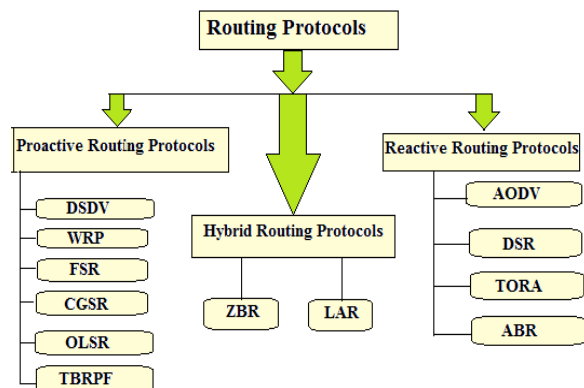 Routing Protocols
Proactive Routing Protocols
DSDV
WRP
FSR
CGSR
OLSR
TBRPF
Hybrid Routing Protocols
ZBR
LAR
Reactive Routing Protocols
AODV
DSR
TORA
ABR